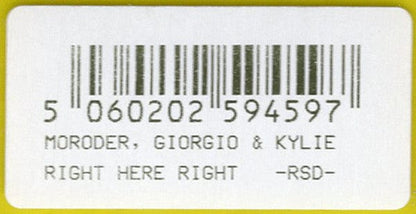 5 060202 594597
MORODER, GIORGIO & KYLIE
RIGHT HERE RIGHT -RSD-